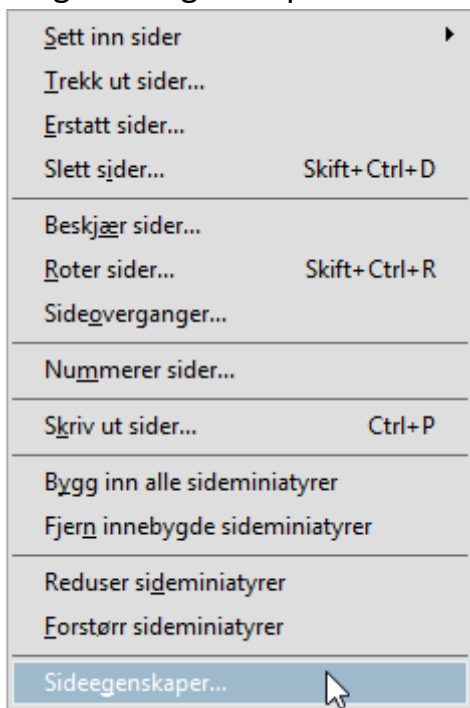 Sett inn sider
Trekk ut sider...
Erstatt sider...
Slett sider... Skift+Ctrl+D
Beskjær sider...
Roter sider... Skift+Ctrl+R
Sideoverganger...
Nummerer sider...
Skriv ut sider... Ctrl+P
Bygg inn alle sideminiatyrer
Fjern innebygde sideminiatyrer
Reduser sideminiatyrer
Forstørr sideminiatyrer
Sideegenskaper...